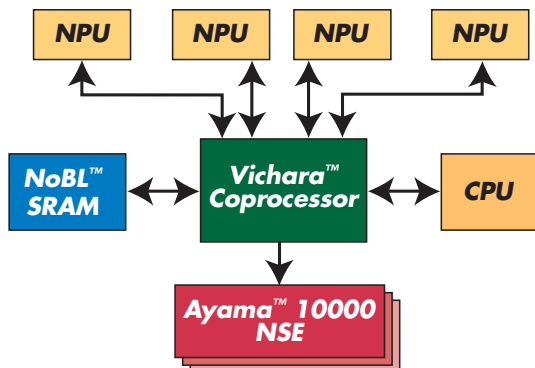 NPU NPU NPU NPU
NoBL™
SRAM
Vichara™
Coprocessor
CPU
Ayama™ 10000
NSE